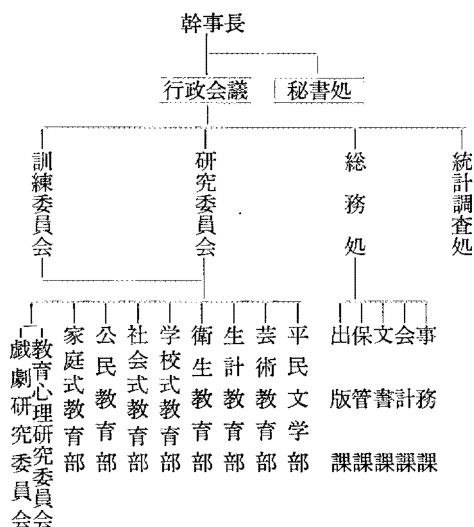 幹事長
行政会議
秘書処
統計調査処
総務処
研究委員会
訓練委員会
事務課
会計課
文書課
保管課
出版課
平民文学部
芸術教育部
生計教育部
衛生教育部
学校式教育部
社会式教育部
公民教育部
家庭式教育部
教育心理研究委員会
戯劇研究委員会